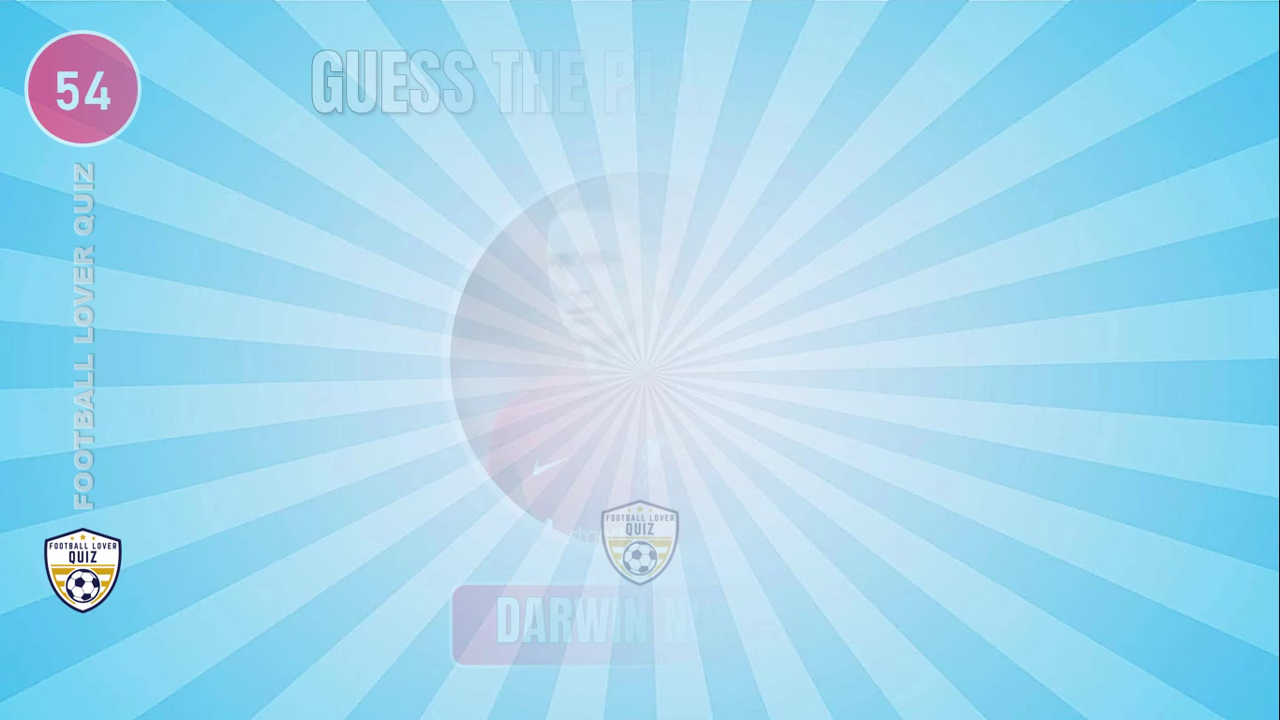 54
GUESS THE PL
FOOTBALL LOVER QUIZ
FOOTBALL LOVER
QUIZ
FOOTBALL LOVER
QUIZ
DARWIN N